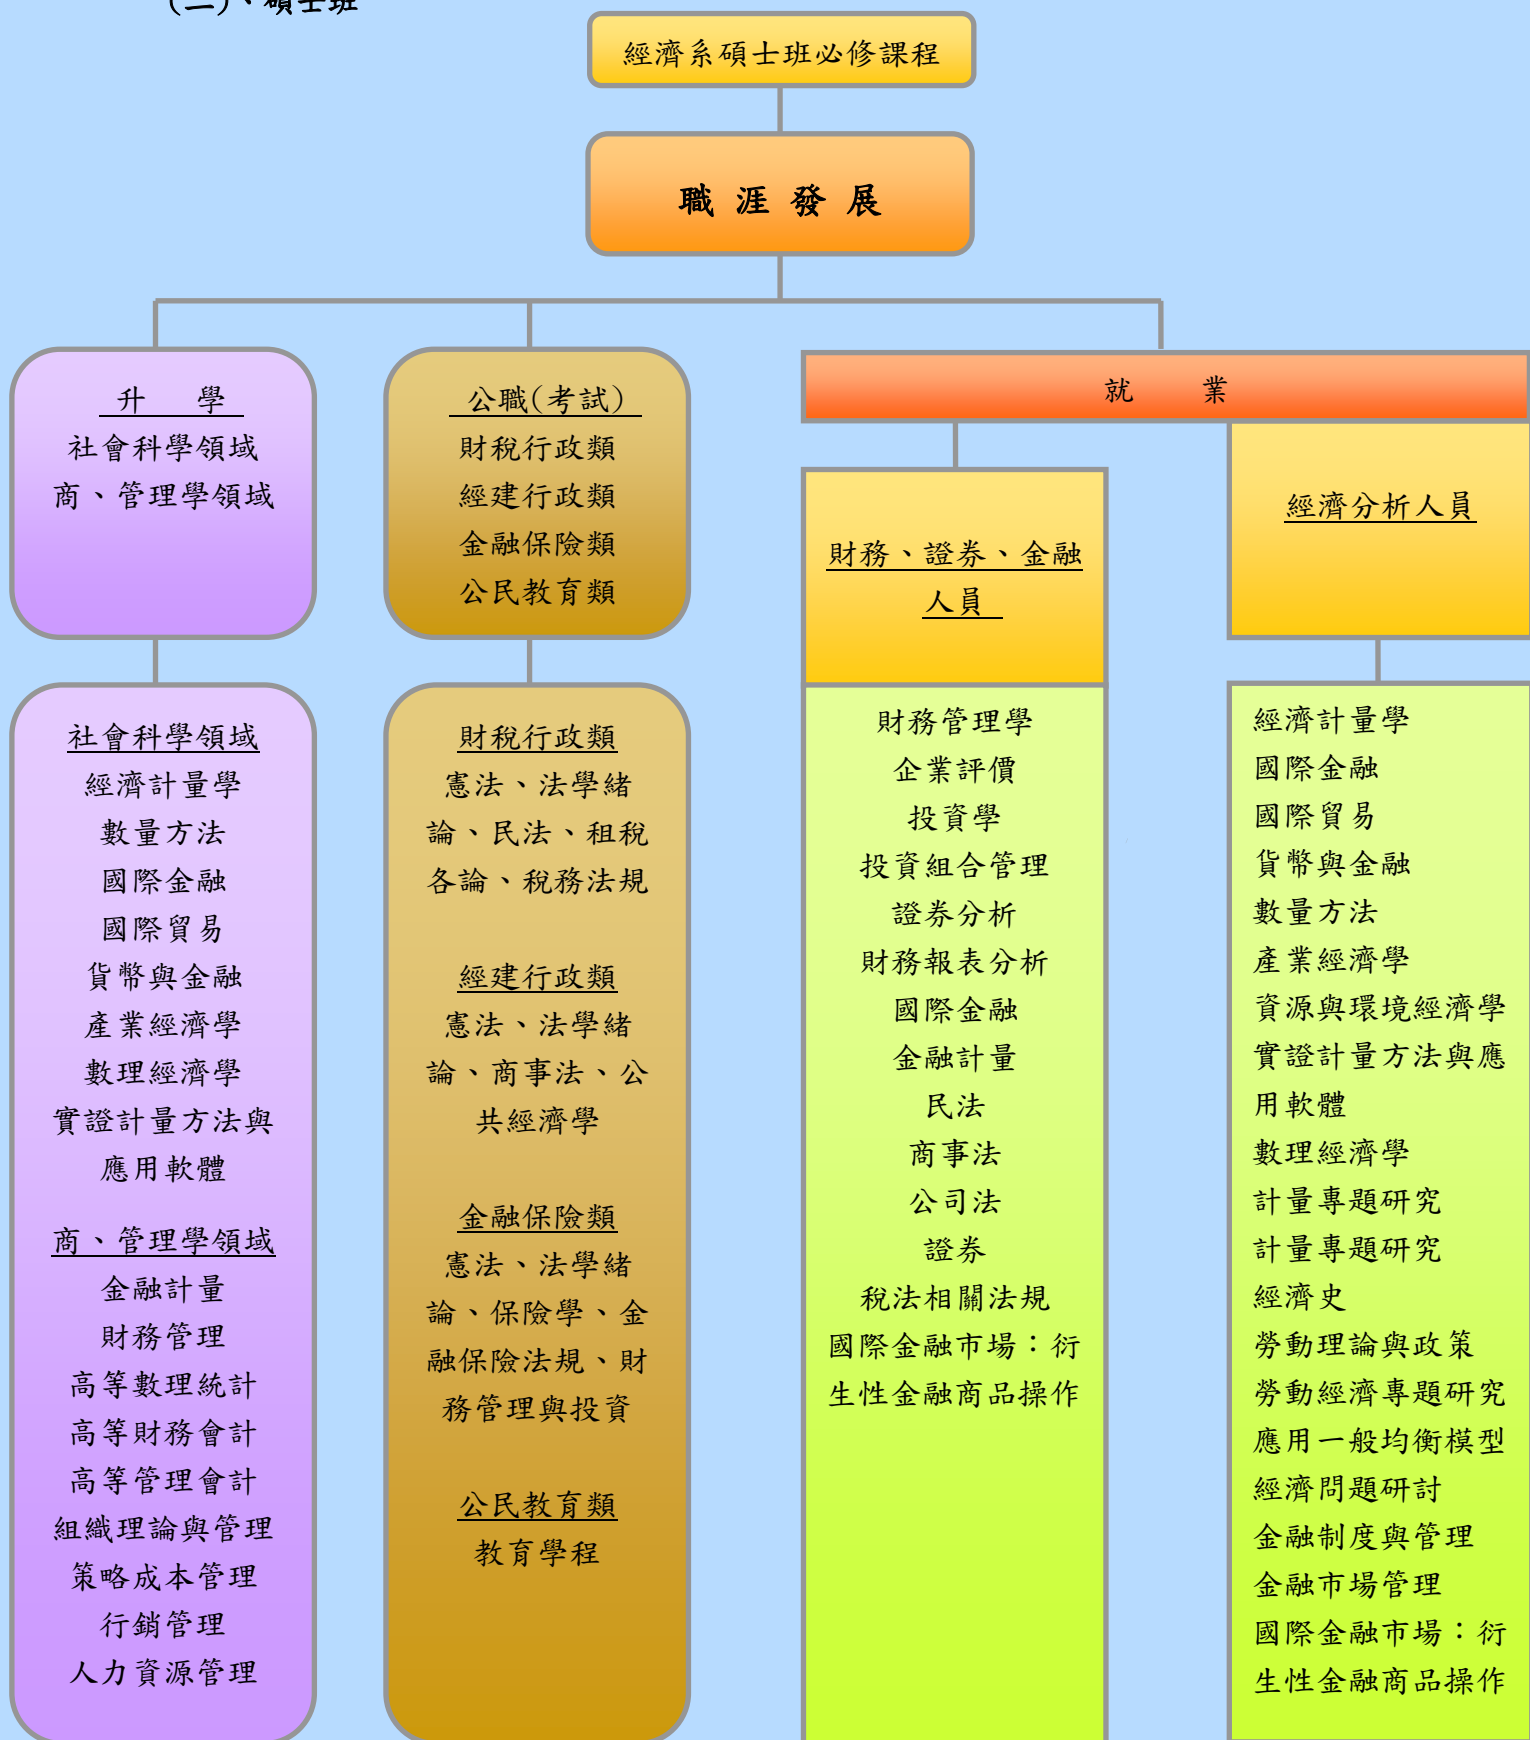 (二)、碩士班
經濟系碩士班必修課程
職 涯 發 展
升 學
社會科學領域
商、管理學領域
公職(考試)
財稅行政類
經建行政類
金融保險類
公民教育類
就 業
財務、證券、金融
人員
經濟分析人員
社會科學領域
經濟計量學
數量方法
國際金融
國際貿易
貨幣與金融
產業經濟學
數理經濟學
實證計量方法與
應用軟體
商、管理學領域
金融計量
財務管理
高等數理統計
高等財務會計
高等管理會計
組織理論與管理
策略成本管理
行銷管理
人力資源管理
財稅行政類
憲法、法學緒
論、民法、租稅
各論、稅務法規
經建行政類
憲法、法學緒
論、商事法、公
共經濟學
金融保險類
憲法、法學緒
論、保險學、金
融保險法規、財
務管理與投資
公民教育類
教育學程
財務管理學
企業評價
投資學
投資組合管理
證券分析
財務報表分析
國際金融
金融計量
民法
商事法
公司法
證券
稅法相關法規
國際金融市場：衍
生性金融商品操作
經濟計量學
國際金融
國際貿易
貨幣與金融
數量方法
產業經濟學
資源與環境經濟學
實證計量方法與應
用軟體
數理經濟學
計量專題研究
計量專題研究
經濟史
勞動理論與政策
勞動經濟專題研究
應用一般均衡模型
經濟問題研討
金融制度與管理
金融市場管理
國際金融市場：衍
生性金融商品操作